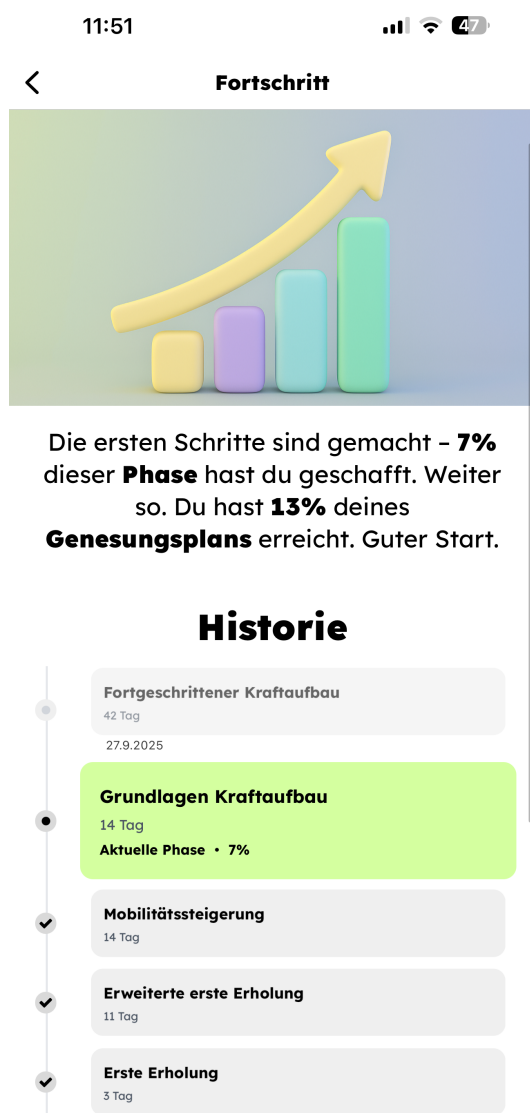 11:51
47
Fortschritt
Die ersten Schritte sind gemacht – 7%
dieser Phase hast du geschafft. Weiter
so. Du hast 13% deines
Genesungsplans erreicht. Guter Start.
Historie
Fortgeschrittener Kraftaufbau
42 Tag
27.9.2025
Grundlagen Kraftaufbau
14 Tag
Aktuelle Phase • 7%
Mobilitätssteigerung
14 Tag
Erweiterte erste Erholung
11 Tag
Erste Erholung
3 Tag